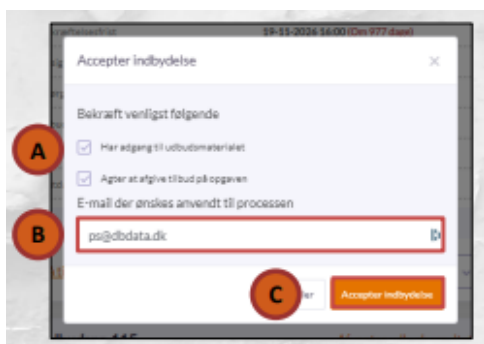 19-11-2026 16:00 (Om 977 dage)
Accepter indbydelse
Bekræft venligst følgende
A
Har adgang til udbudsmaterialet
Agter at afgive tilbud på opgaven
E-mail der ønskes anvendt til processen
B
ps@dbdata.dk
C
Accepter indbydelse